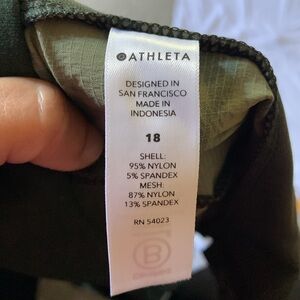 ATHLETA
DESIGNED IN
SAN FRANCISCO
MADE IN
INDONESIA
18
SHELL:
95% NYLON
5% SPANDEX
MESH:
87% NYLON
13% SPANDEX
RN 54023
B